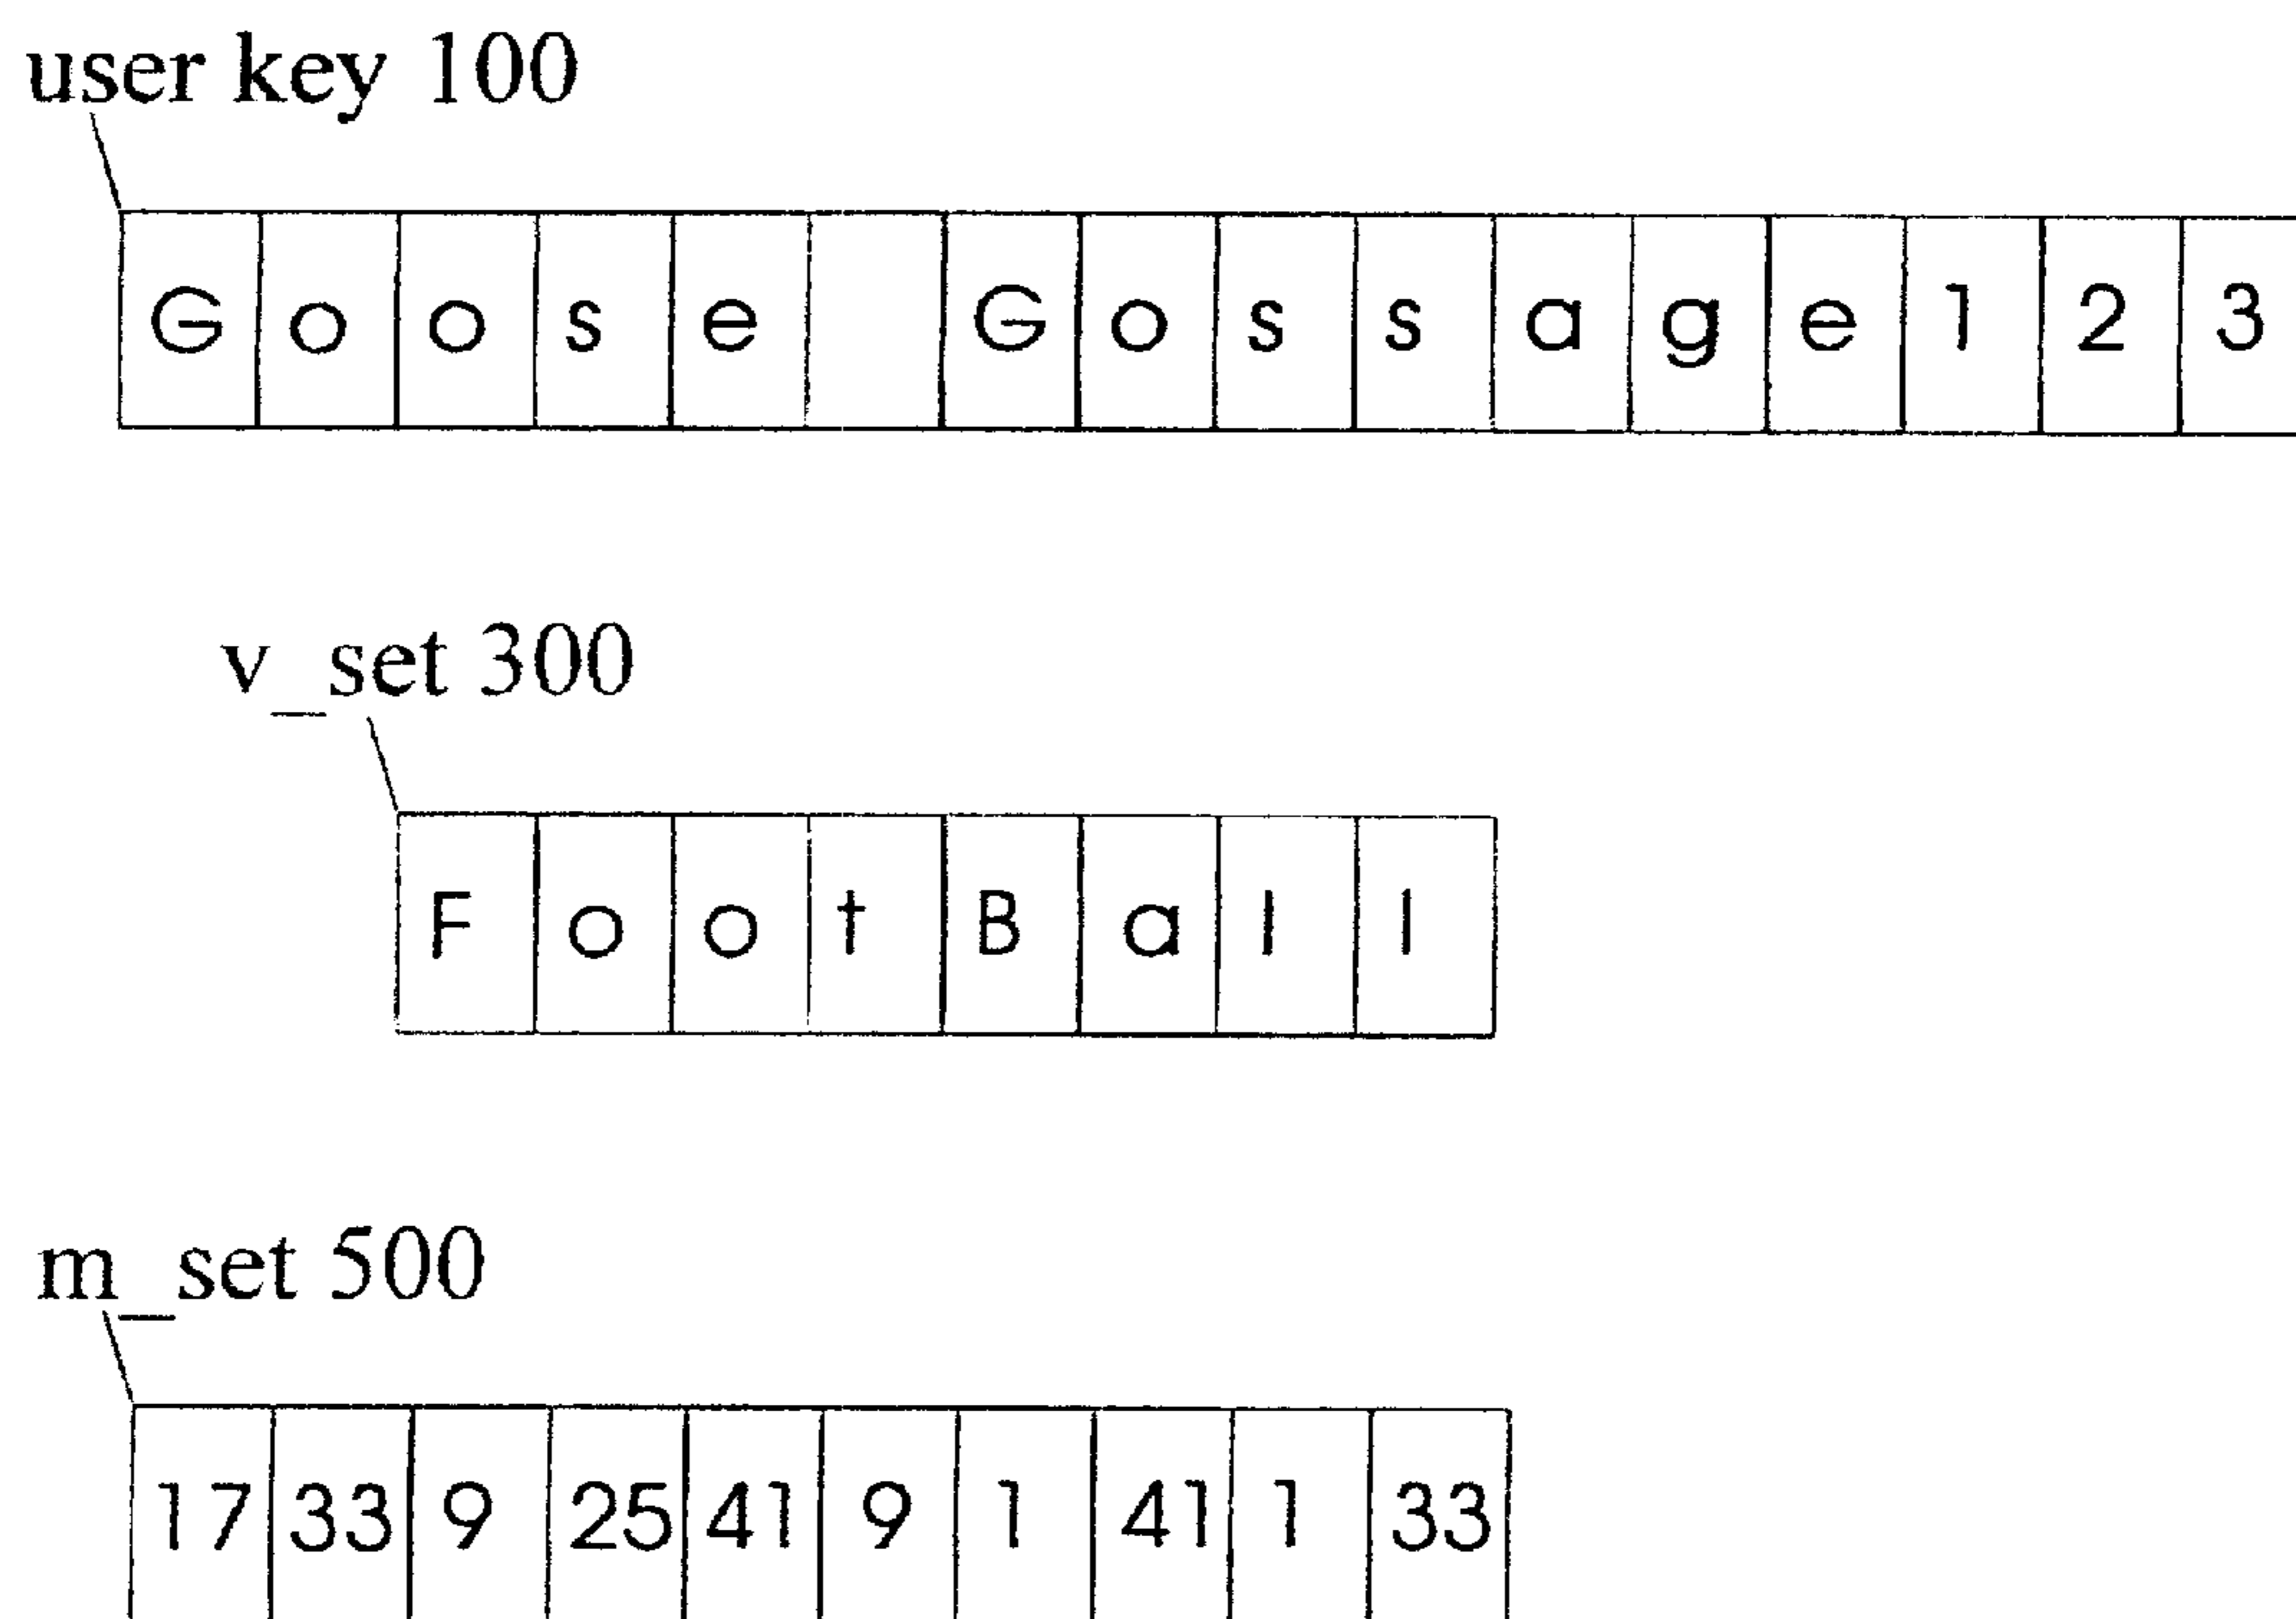 user key 100
G o o s e G o s s a g e 1 2 3
v_set 300
F o o t B a l l
m_set 500
17 33 9 25 41 9 1 41 1 33